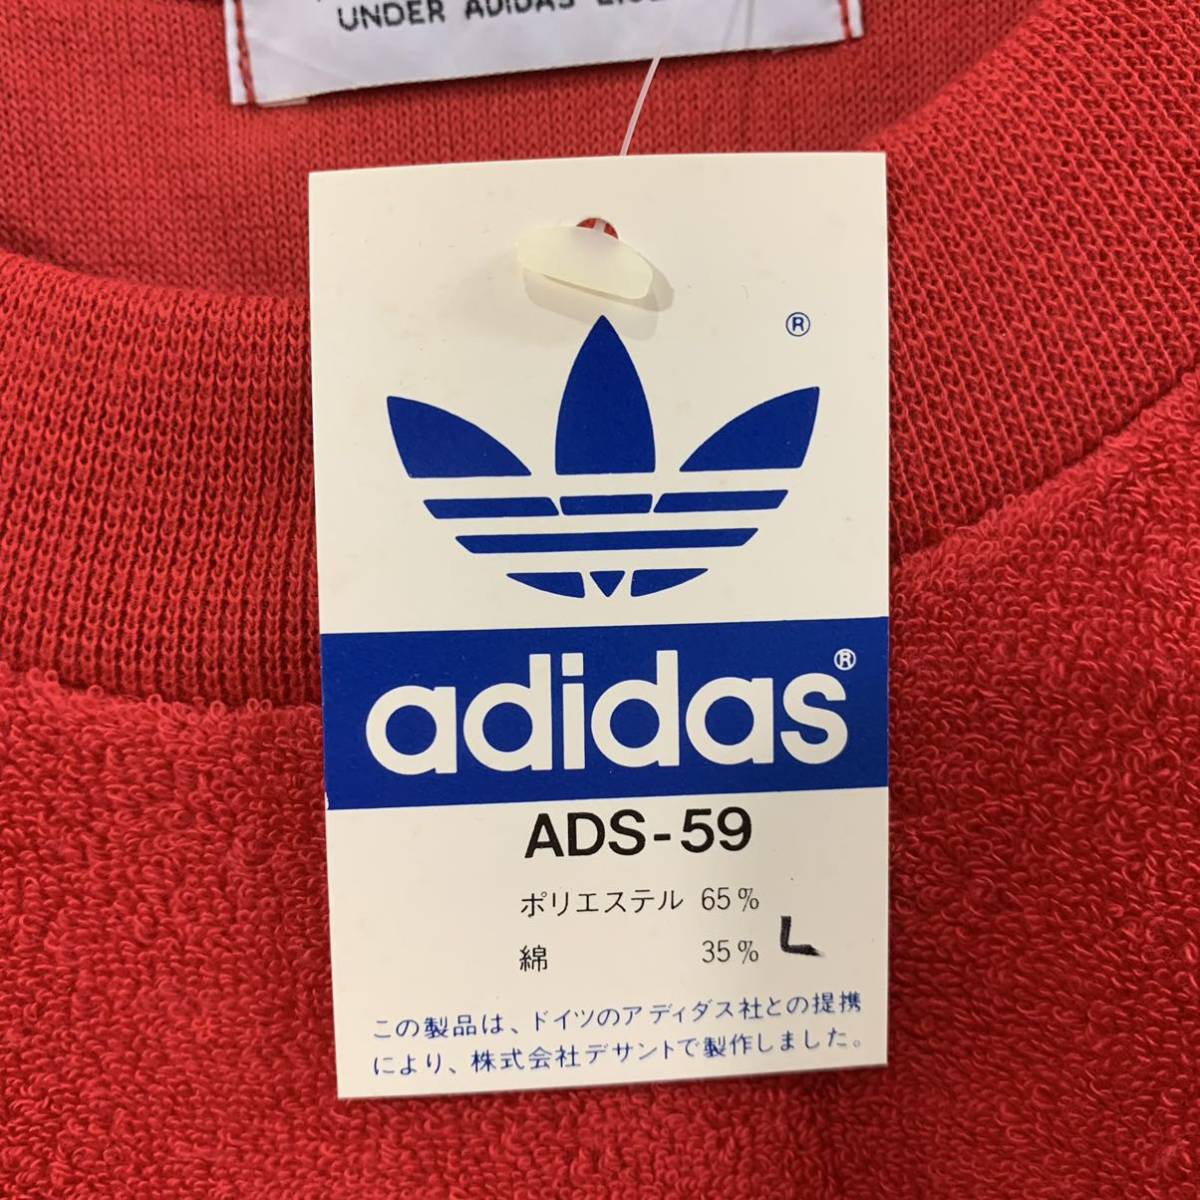 UNDER ADIDAS
®
adidas®
ADS-59
ポリエステル 65%
綿 35%
L
この製品は、ドイツのアディダス社との提携
により、株式会社デサントで製作しました。